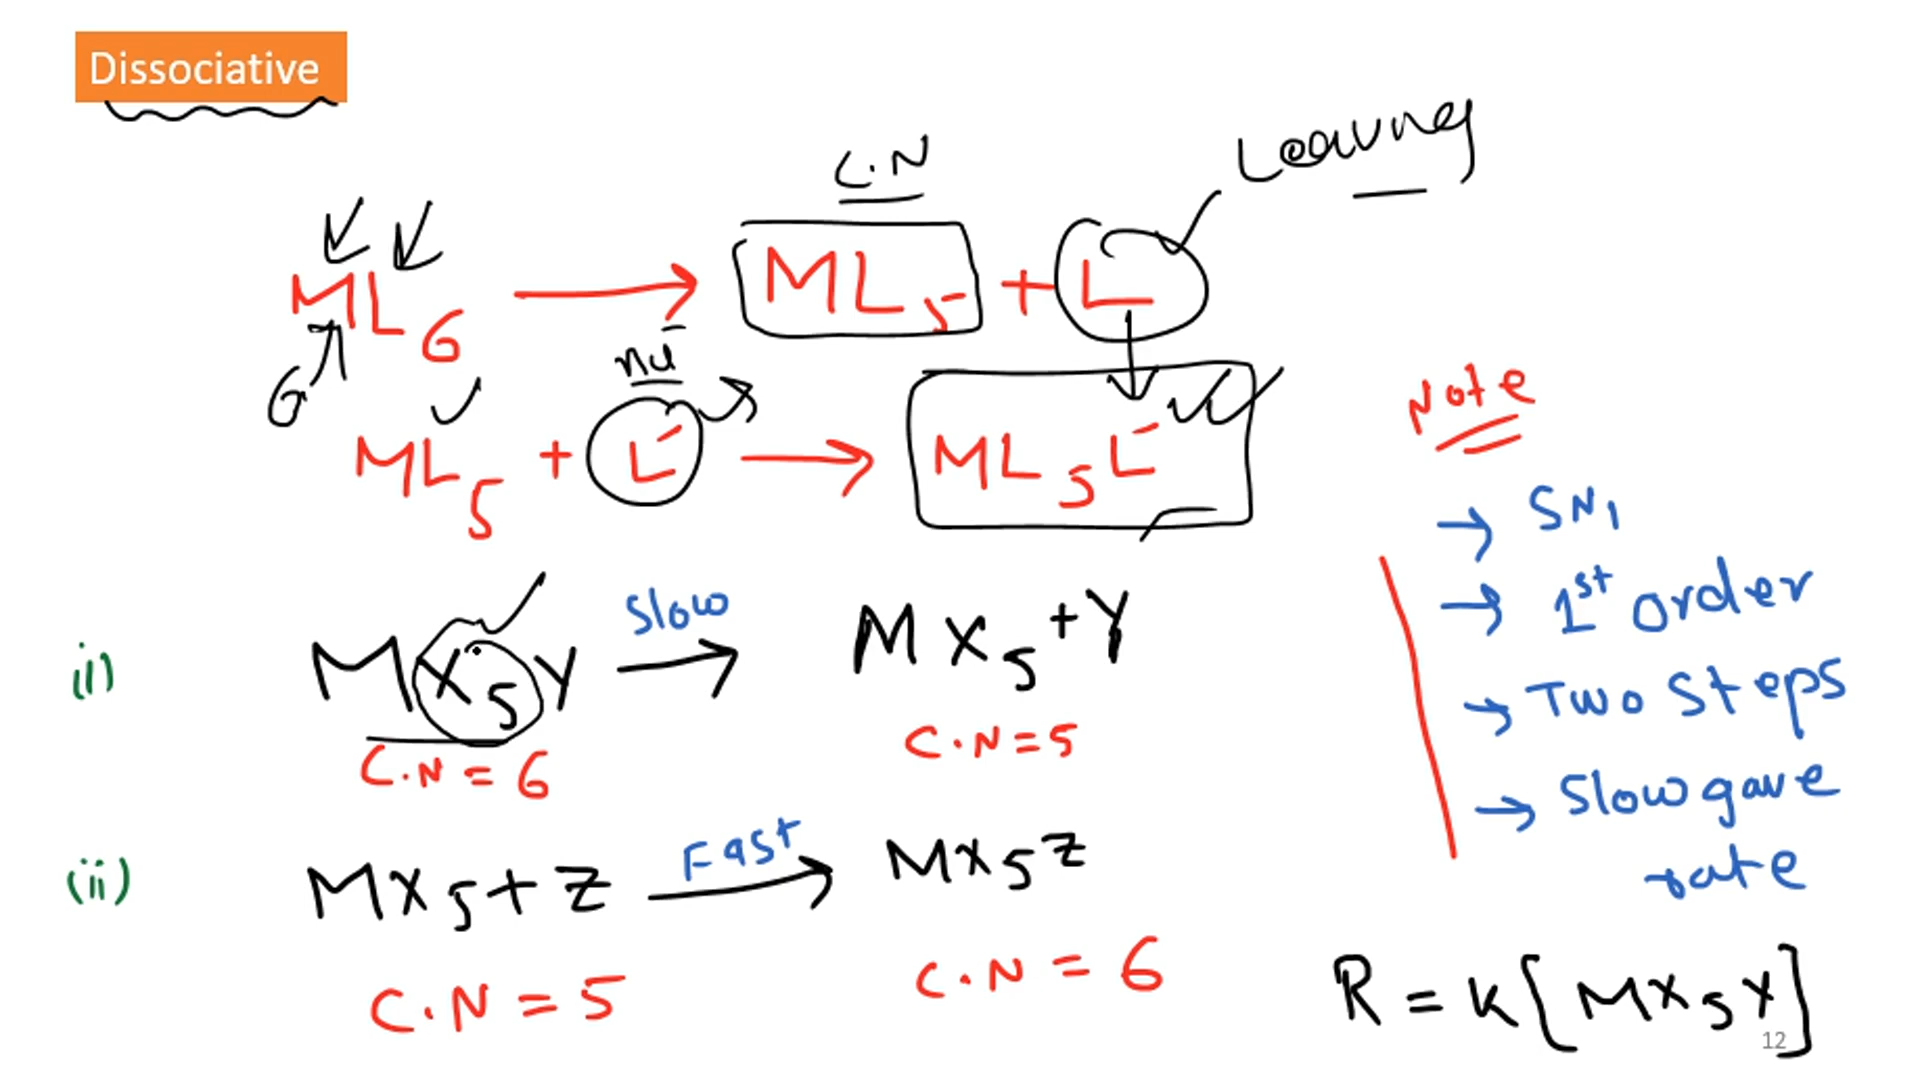 Dissociative
C.N
Leaving
ML6 → ML5 + L
6
nu⁻
ML5 + L' → ML5L'
Note
→ SN1
→ 1st order
→ Two steps
→ Slow gave
rate
(i) MX5Y Slow → MX5 + Y
C.N = 6 C.N = 5
(ii) MX5 + Z Fast → MX5Z
C.N = 5 C.N = 6
R = K[MX5Y]
12